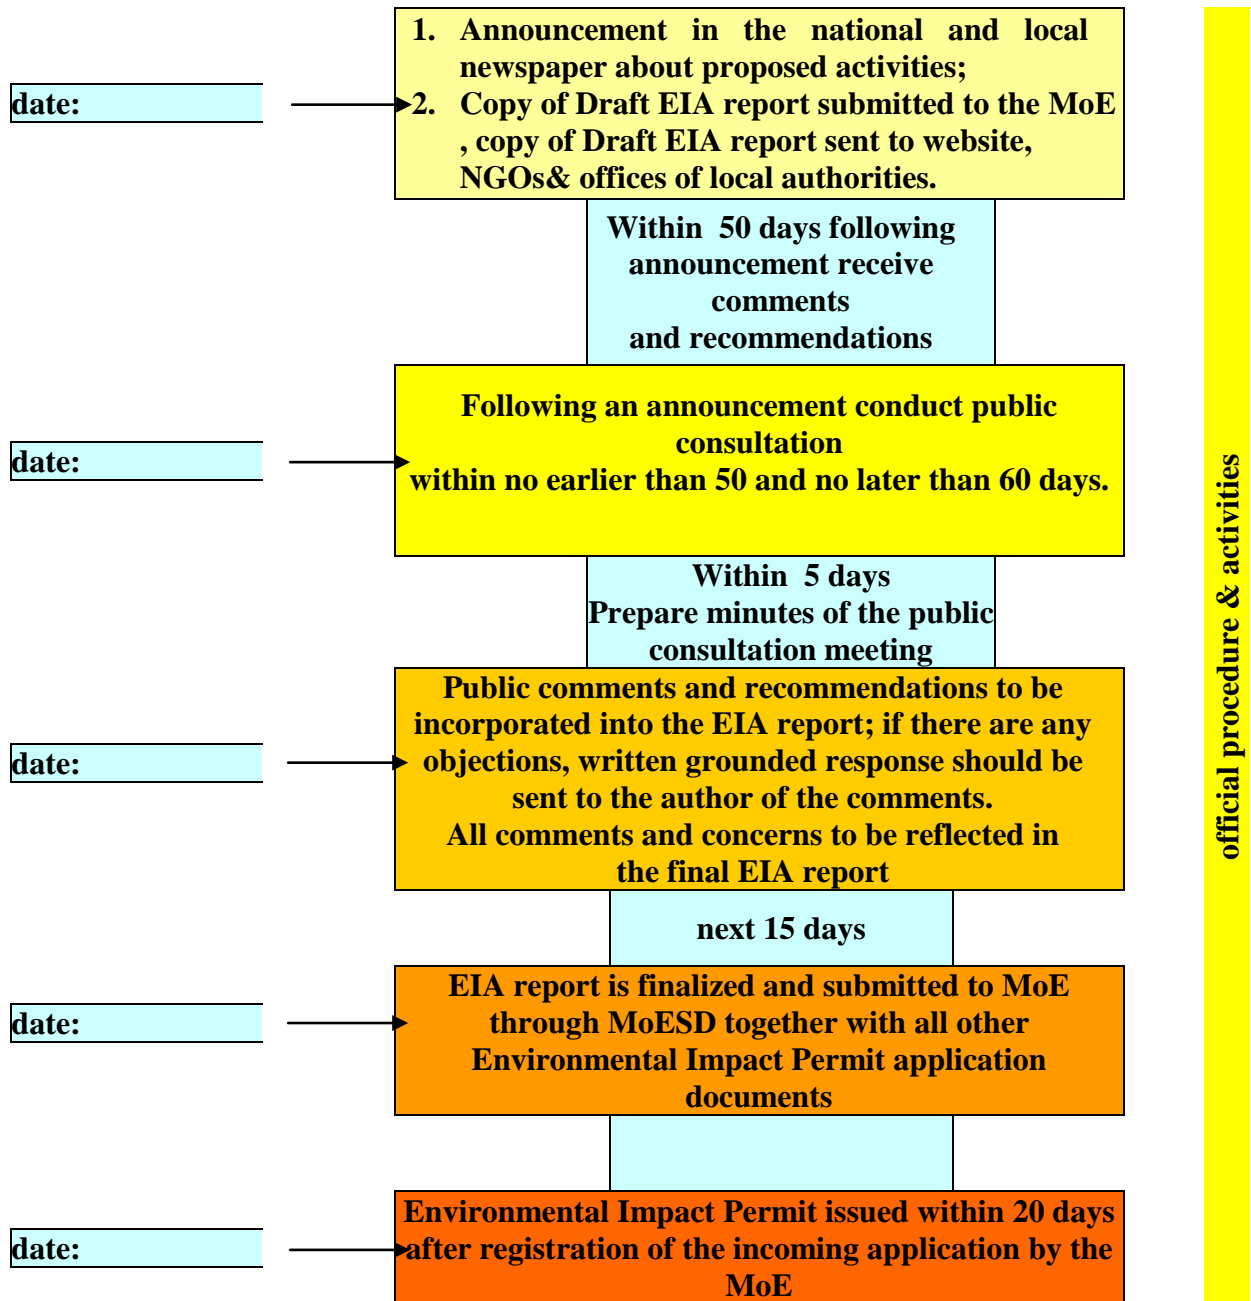 1. Announcement in the national and local
newspaper about proposed activities;
date:
2. Copy of Draft EIA report submitted to the MoE
, copy of Draft EIA report sent to website,
NGOs& offices of local authorities.
Within 50 days following
announcement receive
comments
and recommendations
Following an announcement conduct public
consultation
date:
within no earlier than 50 and no later than 60 days.
Within 5 days
Prepare minutes of the public
consultation meeting
Public comments and recommendations to be
incorporated into the EIA report; if there are any
date:
objections, written grounded response should be
sent to the author of the comments.
All comments and concerns to be reflected in
the final EIA report
next 15 days
EIA report is finalized and submitted to MoE
date:
through MoESD together with all other
Environmental Impact Permit application
documents
Environmental Impact Permit issued within 20 days
date:
after registration of the incoming application by the
MoE
official procedure & activities